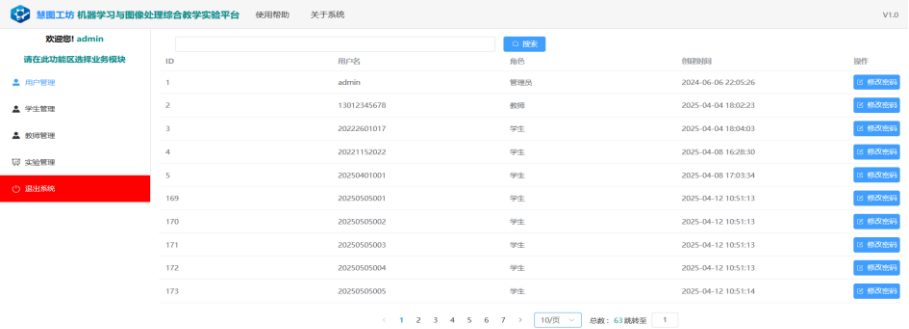 慧图工坊 机器学习与图像处理综合教学实验平台 使用帮助 关于系统 V1.0
欢迎您! admin
请在此功能区选择业务模块
用户管理
学生管理
教师管理
实验管理
退出系统
搜索
ID 用户名 角色 创建时间 操作
1 admin 管理员 2024-06-06 22:05:26 修改密码
2 13012345678 教师 2025-04-04 18:02:23 修改密码
3 20222601017 学生 2025-04-04 18:04:03 修改密码
4 20221152022 学生 2025-04-08 16:28:30 修改密码
5 20250401001 学生 2025-04-08 17:03:34 修改密码
169 20250505001 学生 2025-04-12 10:51:13 修改密码
170 20250505002 学生 2025-04-12 10:51:13 修改密码
171 20250505003 学生 2025-04-12 10:51:13 修改密码
172 20250505004 学生 2025-04-12 10:51:13 修改密码
173 20250505005 学生 2025-04-12 10:51:14 修改密码
1 2 3 4 5 6 7 10/页 总数: 63 跳转至 1